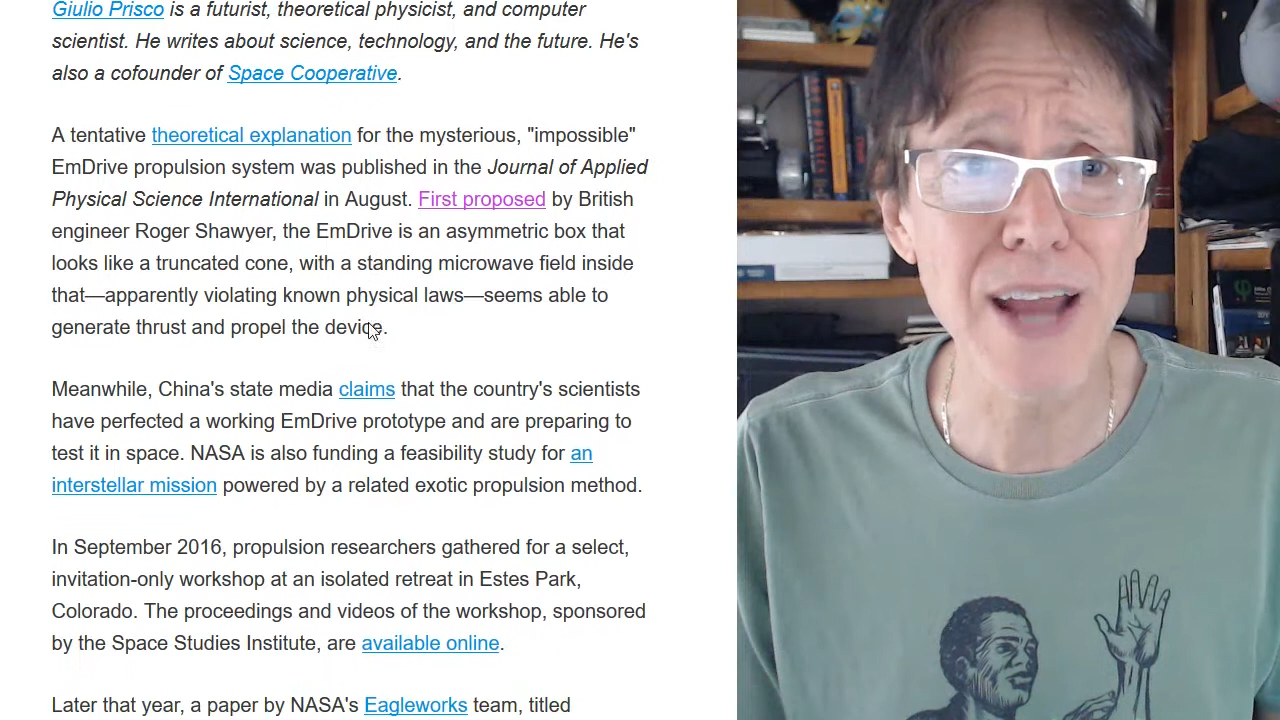 Giulio Prisco is a futurist, theoretical physicist, and computer
scientist. He writes about science, technology, and the future. He's
also a cofounder of Space Cooperative.
A tentative theoretical explanation for the mysterious, "impossible"
EmDrive propulsion system was published in the Journal of Applied
Physical Science International in August. First proposed by British
engineer Roger Shawyer, the EmDrive is an asymmetric box that
looks like a truncated cone, with a standing microwave field inside
that—apparently violating known physical laws—seems able to
generate thrust and propel the device.
Meanwhile, China's state media claims that the country's scientists
have perfected a working EmDrive prototype and are preparing to
test it in space. NASA is also funding a feasibility study for an
interstellar mission powered by a related exotic propulsion method.
In September 2016, propulsion researchers gathered for a select,
invitation-only workshop at an isolated retreat in Estes Park,
Colorado. The proceedings and videos of the workshop, sponsored
by the Space Studies Institute, are available online.
Later that year, a paper by NASA's Eagleworks team, titled